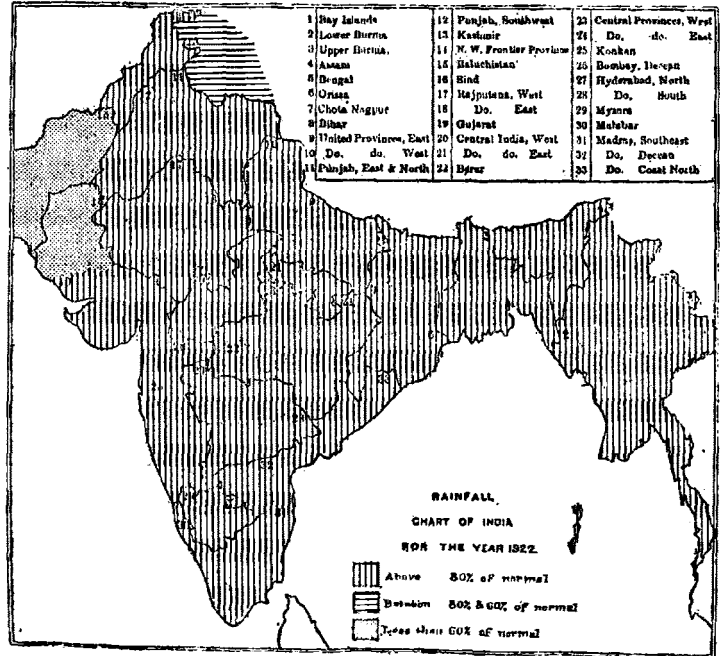 1 Bay Islands
2 Lower Burma
3 Upper Burma
4 Assam
5 Bengal
6 Orissa
7 Chota Nagpur
8 Bihar
9 United Provinces, East
10 Do. do. West
11 Punjab, East & North
12 Punjab, Southwest
13 Kashmir
14 N. W. Frontier Province
15 Baluchistan
16 Sind
17 Rajputana, West
18 Do. East
19 Gujarat
20 Central India, West
21 Do. do. East
22 Berar
23 Central Provinces, West
24 Do. do. East
25 Konkan
26 Bombay, Deccan
27 Hyderabad, North
28 Do. South
29 Mysore
30 Malabar
31 Madras, Southeast
32 Do. Deccan
33 Do. Coast North
RAINFALL
CHART OF INDIA
FOR THE YEAR 1922
Above 80% of normal
Between 80% & 60% of normal
Less than 60% of normal